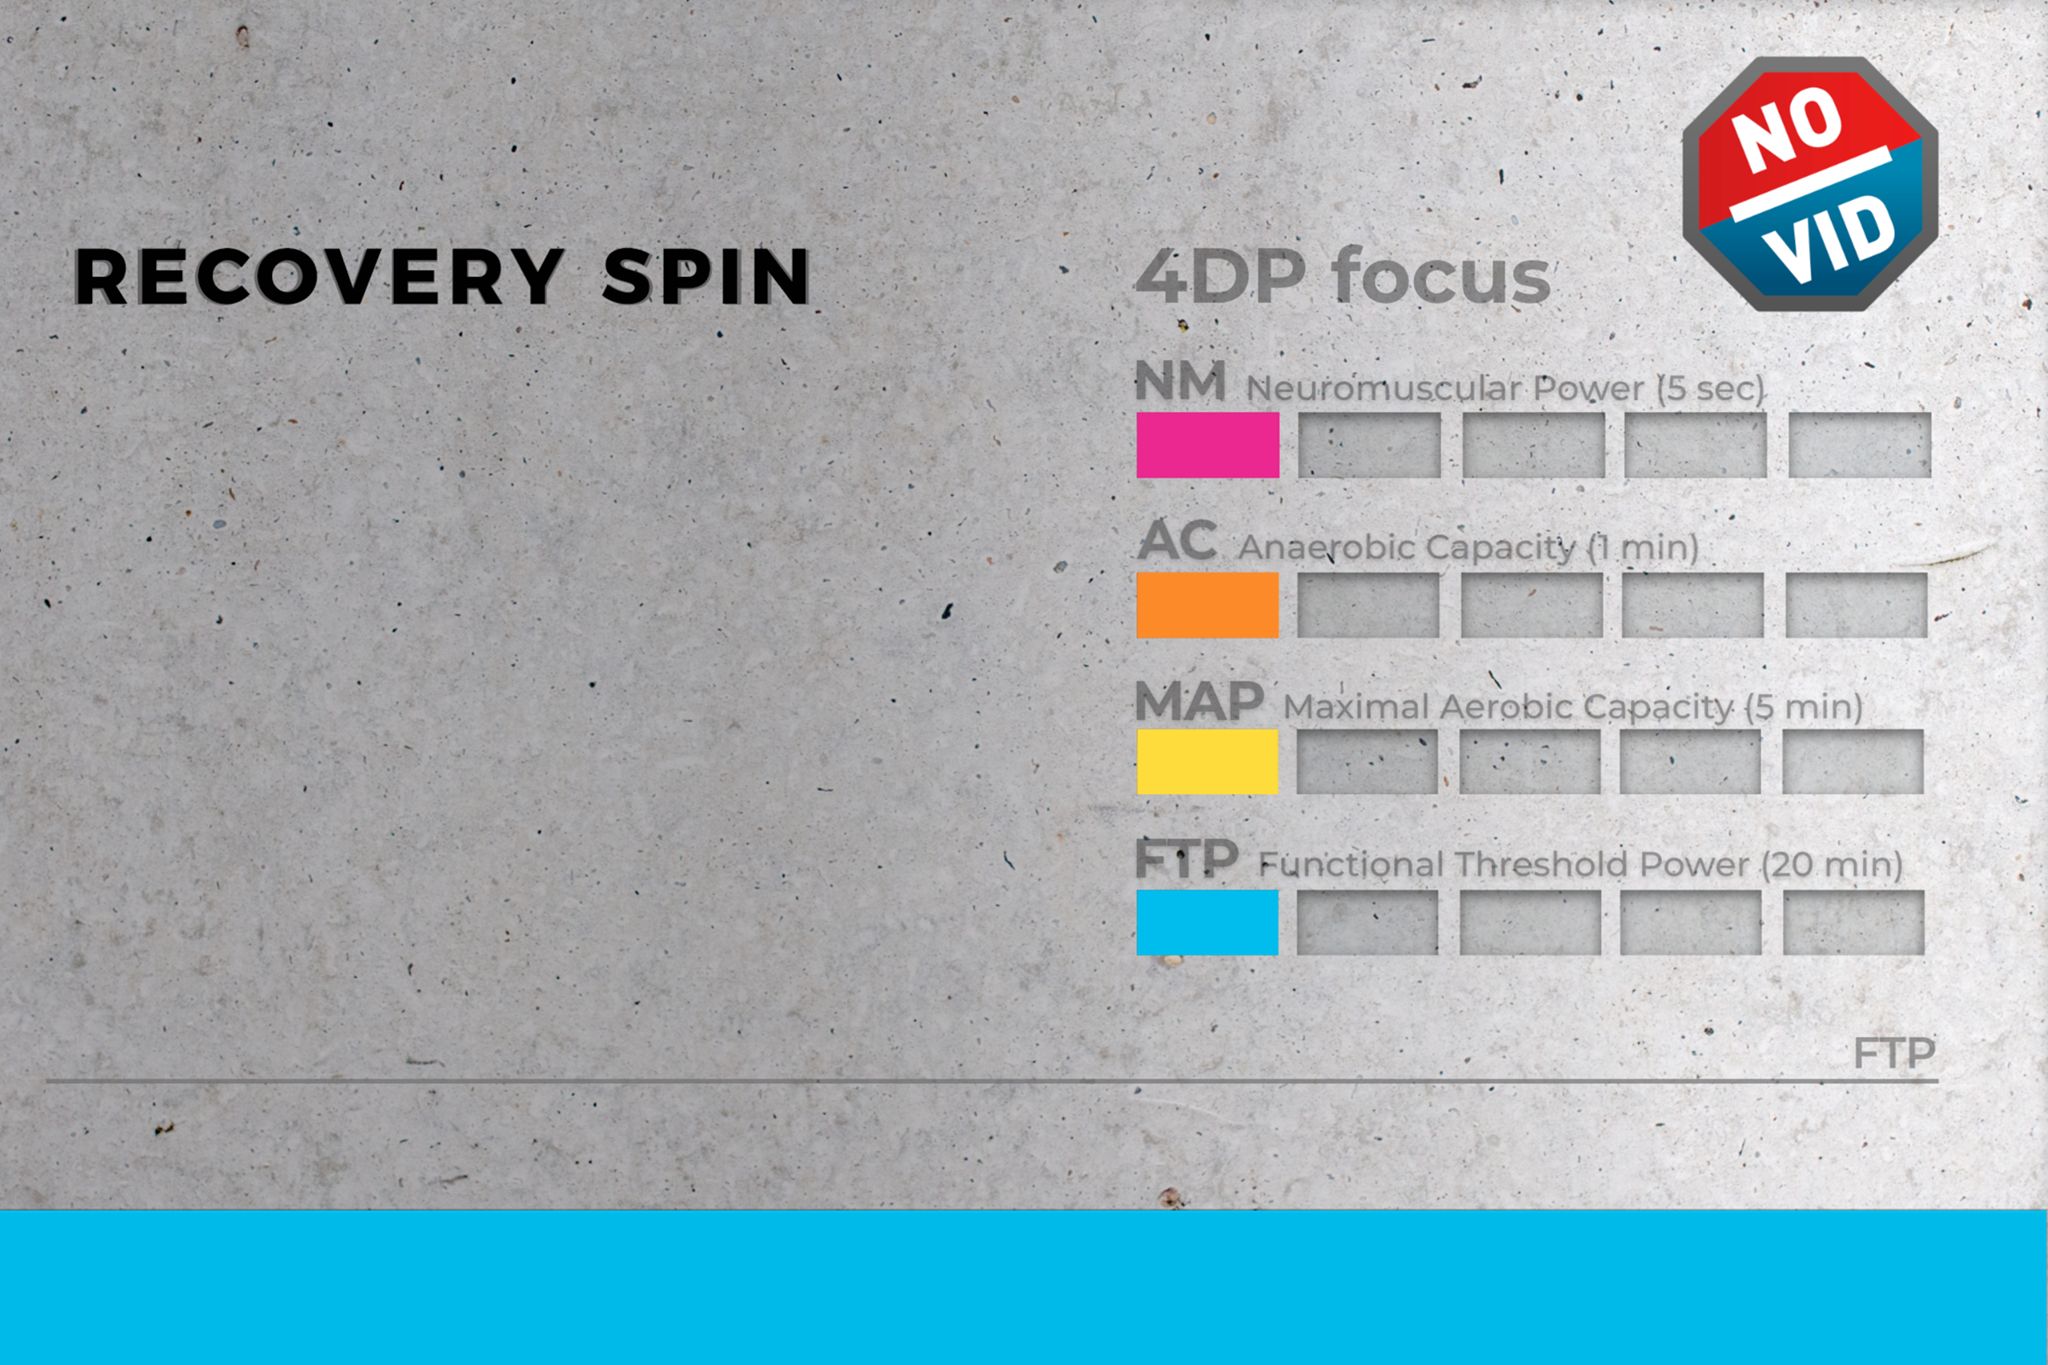 NO
VID
RECOVERY SPIN
4DP focus
NM Neuromuscular Power (5 sec)
AC Anaerobic Capacity (1 min)
MAP Maximal Aerobic Capacity (5 min)
FTP Functional Threshold Power (20 min)
FTP